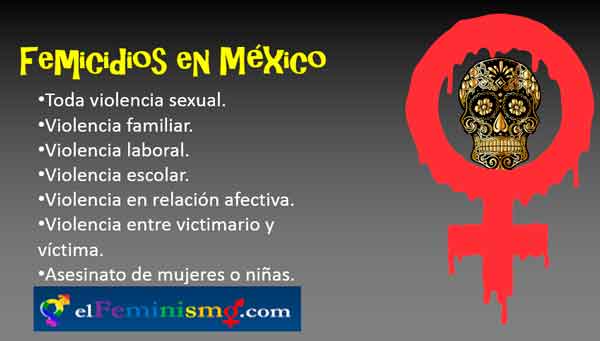 Femicidios en México
•Toda violencia sexual.
•Violencia familiar.
•Violencia laboral.
•Violencia escolar.
•Violencia en relación afectiva.
•Violencia entre victimario y
víctima.
•Asesinato de mujeres o niñas.
elFeminismo.com